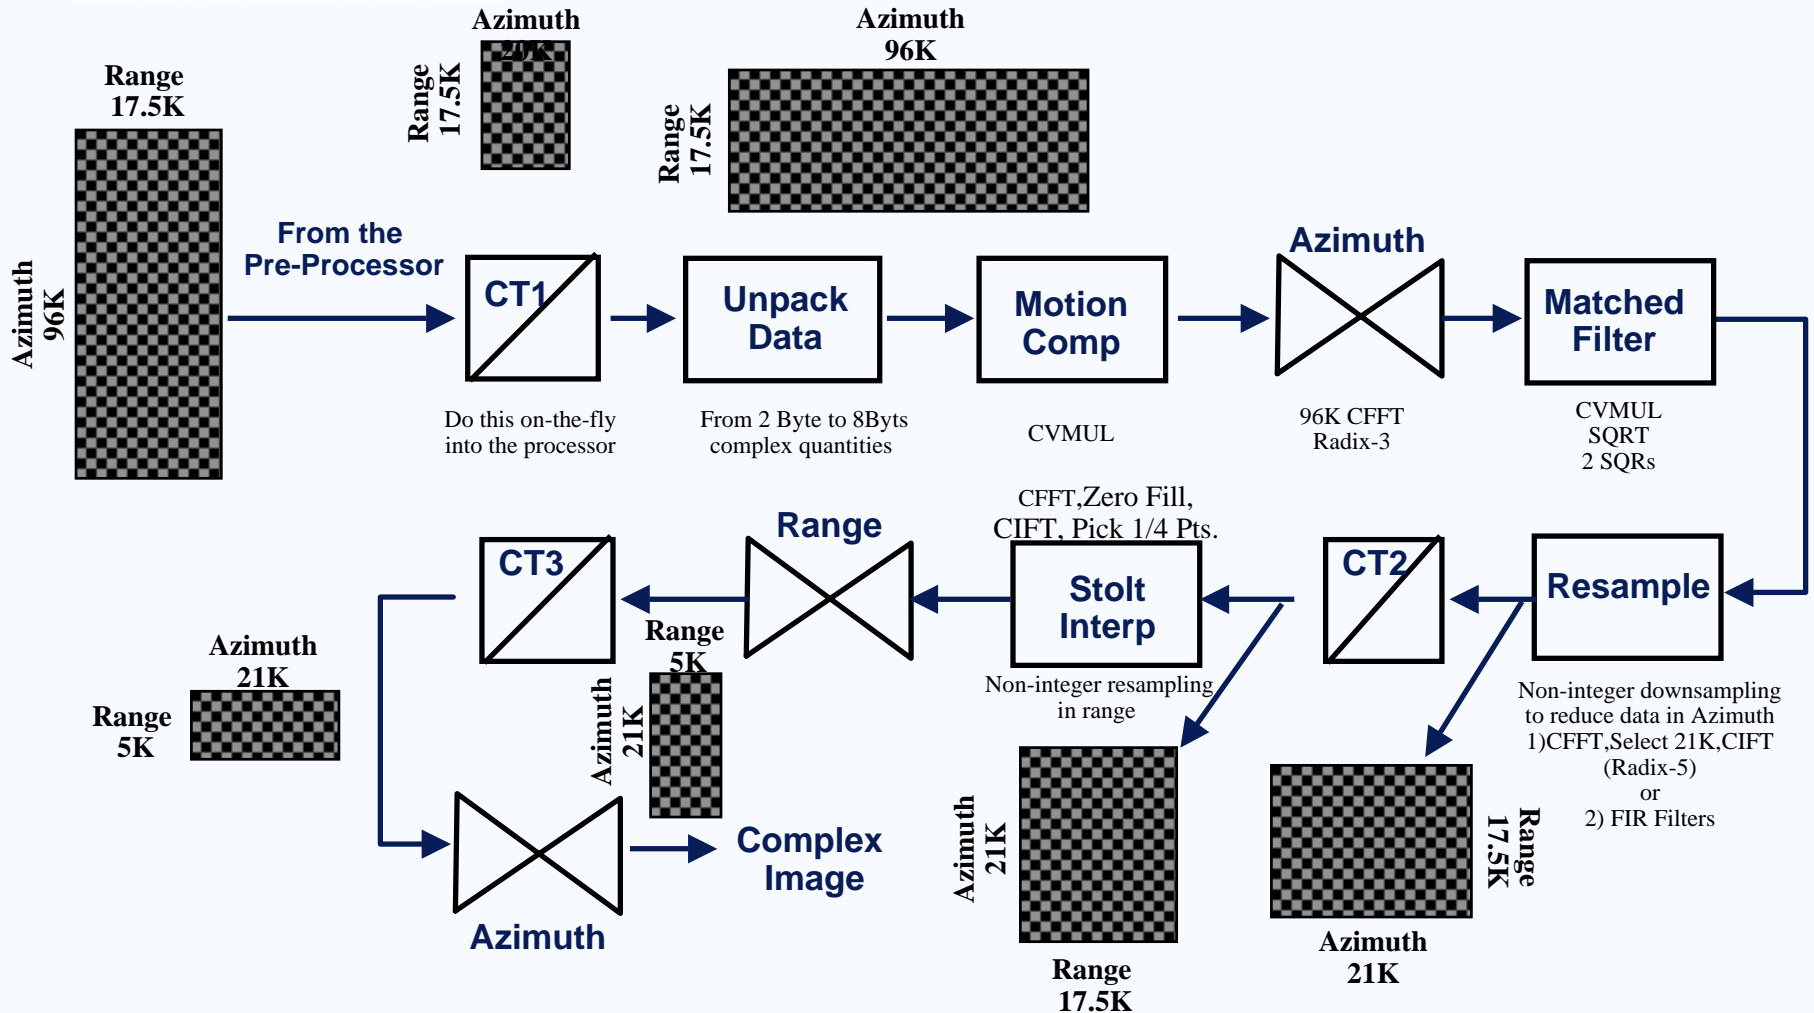 Azimuth
20K
Range
17.5K
Azimuth
96K
Range
17.5K
Range
17.5K
Azimuth
96K
From the
Pre-Processor
CT1
Do this on-the-fly
into the processor
Unpack
Data
From 2 Byte to 8Byts
complex quantities
Motion
Comp
CVMUL
Azimuth
96K CFFT
Radix-3
Matched
Filter
CVMUL
SQRT
2 SQRs
Resample
Non-integer downsampling
to reduce data in Azimuth
1)CFFT,Select 21K,CIFT
(Radix-5)
or
2) FIR Filters
Range
17.5K
Azimuth
21K
CT2
CFFT,Zero Fill,
CIFT, Pick 1/4 Pts.
Stolt
Interp
Non-integer resampling
in range
Azimuth
21K
Range
17.5K
Range
CT3
Range
5K
Azimuth
21K
Azimuth
21K
Range
5K
Azimuth
Complex
Image